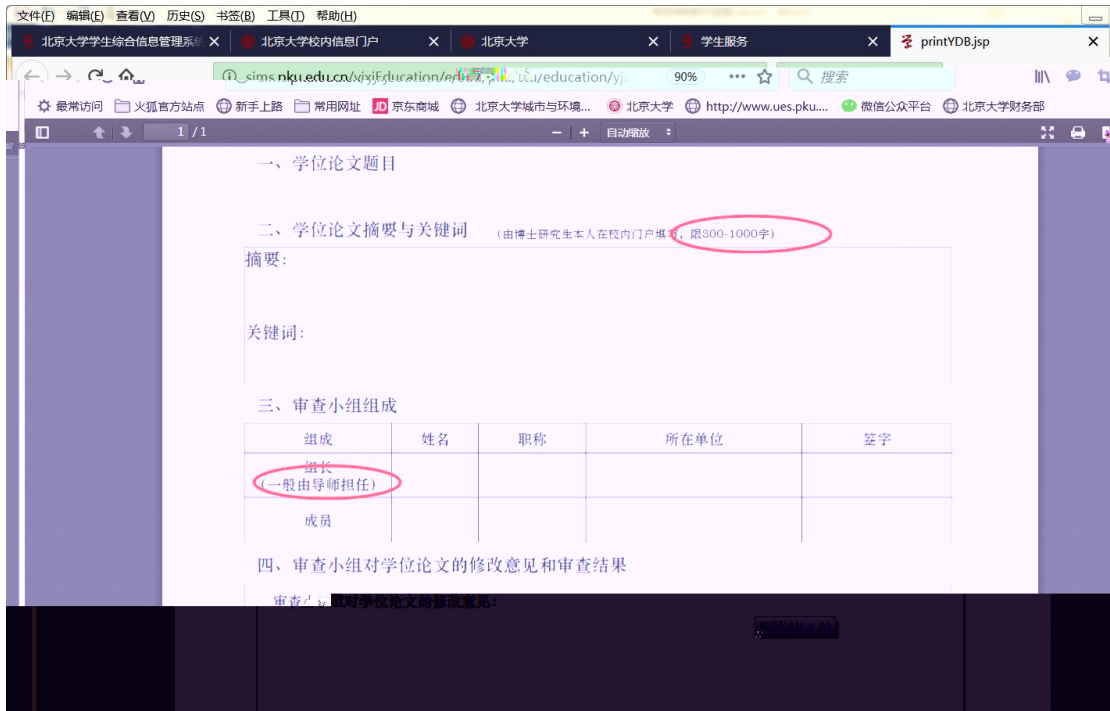 文件(F) 编辑(E) 查看(V) 历史(S) 书签(B) 工具(T) 帮助(H)
北京大学学生综合信息管理系统 北京大学校内信息门户 北京大学 学生服务 printYDB.jsp
sims.pku.edu.cn 90% 搜索
最常访问 火狐官方站点 新手上路 常用网址 JD 京东商城 北京大学城市与环境... 北京大学 http://www.ues.pku.... 微信公众平台 北京大学财务部
1 / 1 — + 自动缩放
一、学位论文题目
二、学位论文摘要与关键词 (由博士研究生本人在校内门户填写，限800-1000字)
摘要:
关键词:
三、审查小组组成
组成 姓名 职称 所在单位 签字
组长
(一般由导师担任)
成员
四、审查小组对学位论文的修改意见和审查结果
审查小组对学位论文的修改意见: